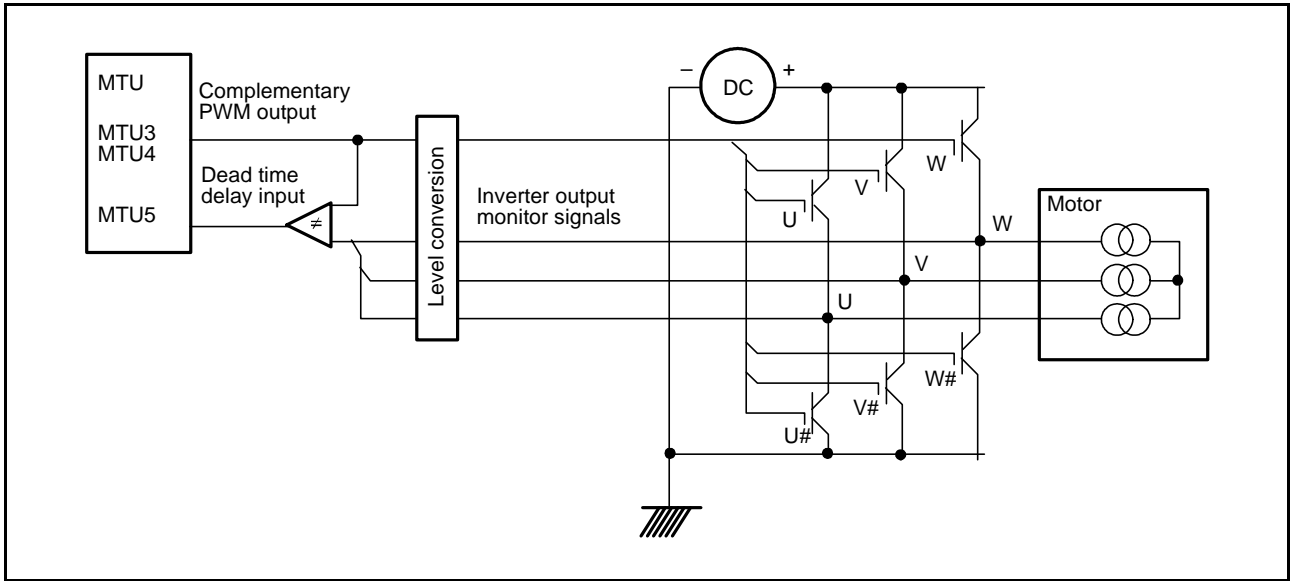 MTU
MTU3
MTU4
MTU5
Complementary
PWM output
Dead time
delay input
≠
Level conversion
Inverter output
monitor signals
–
DC
+
W
V
U
W
V
U
W#
V#
U#
Motor